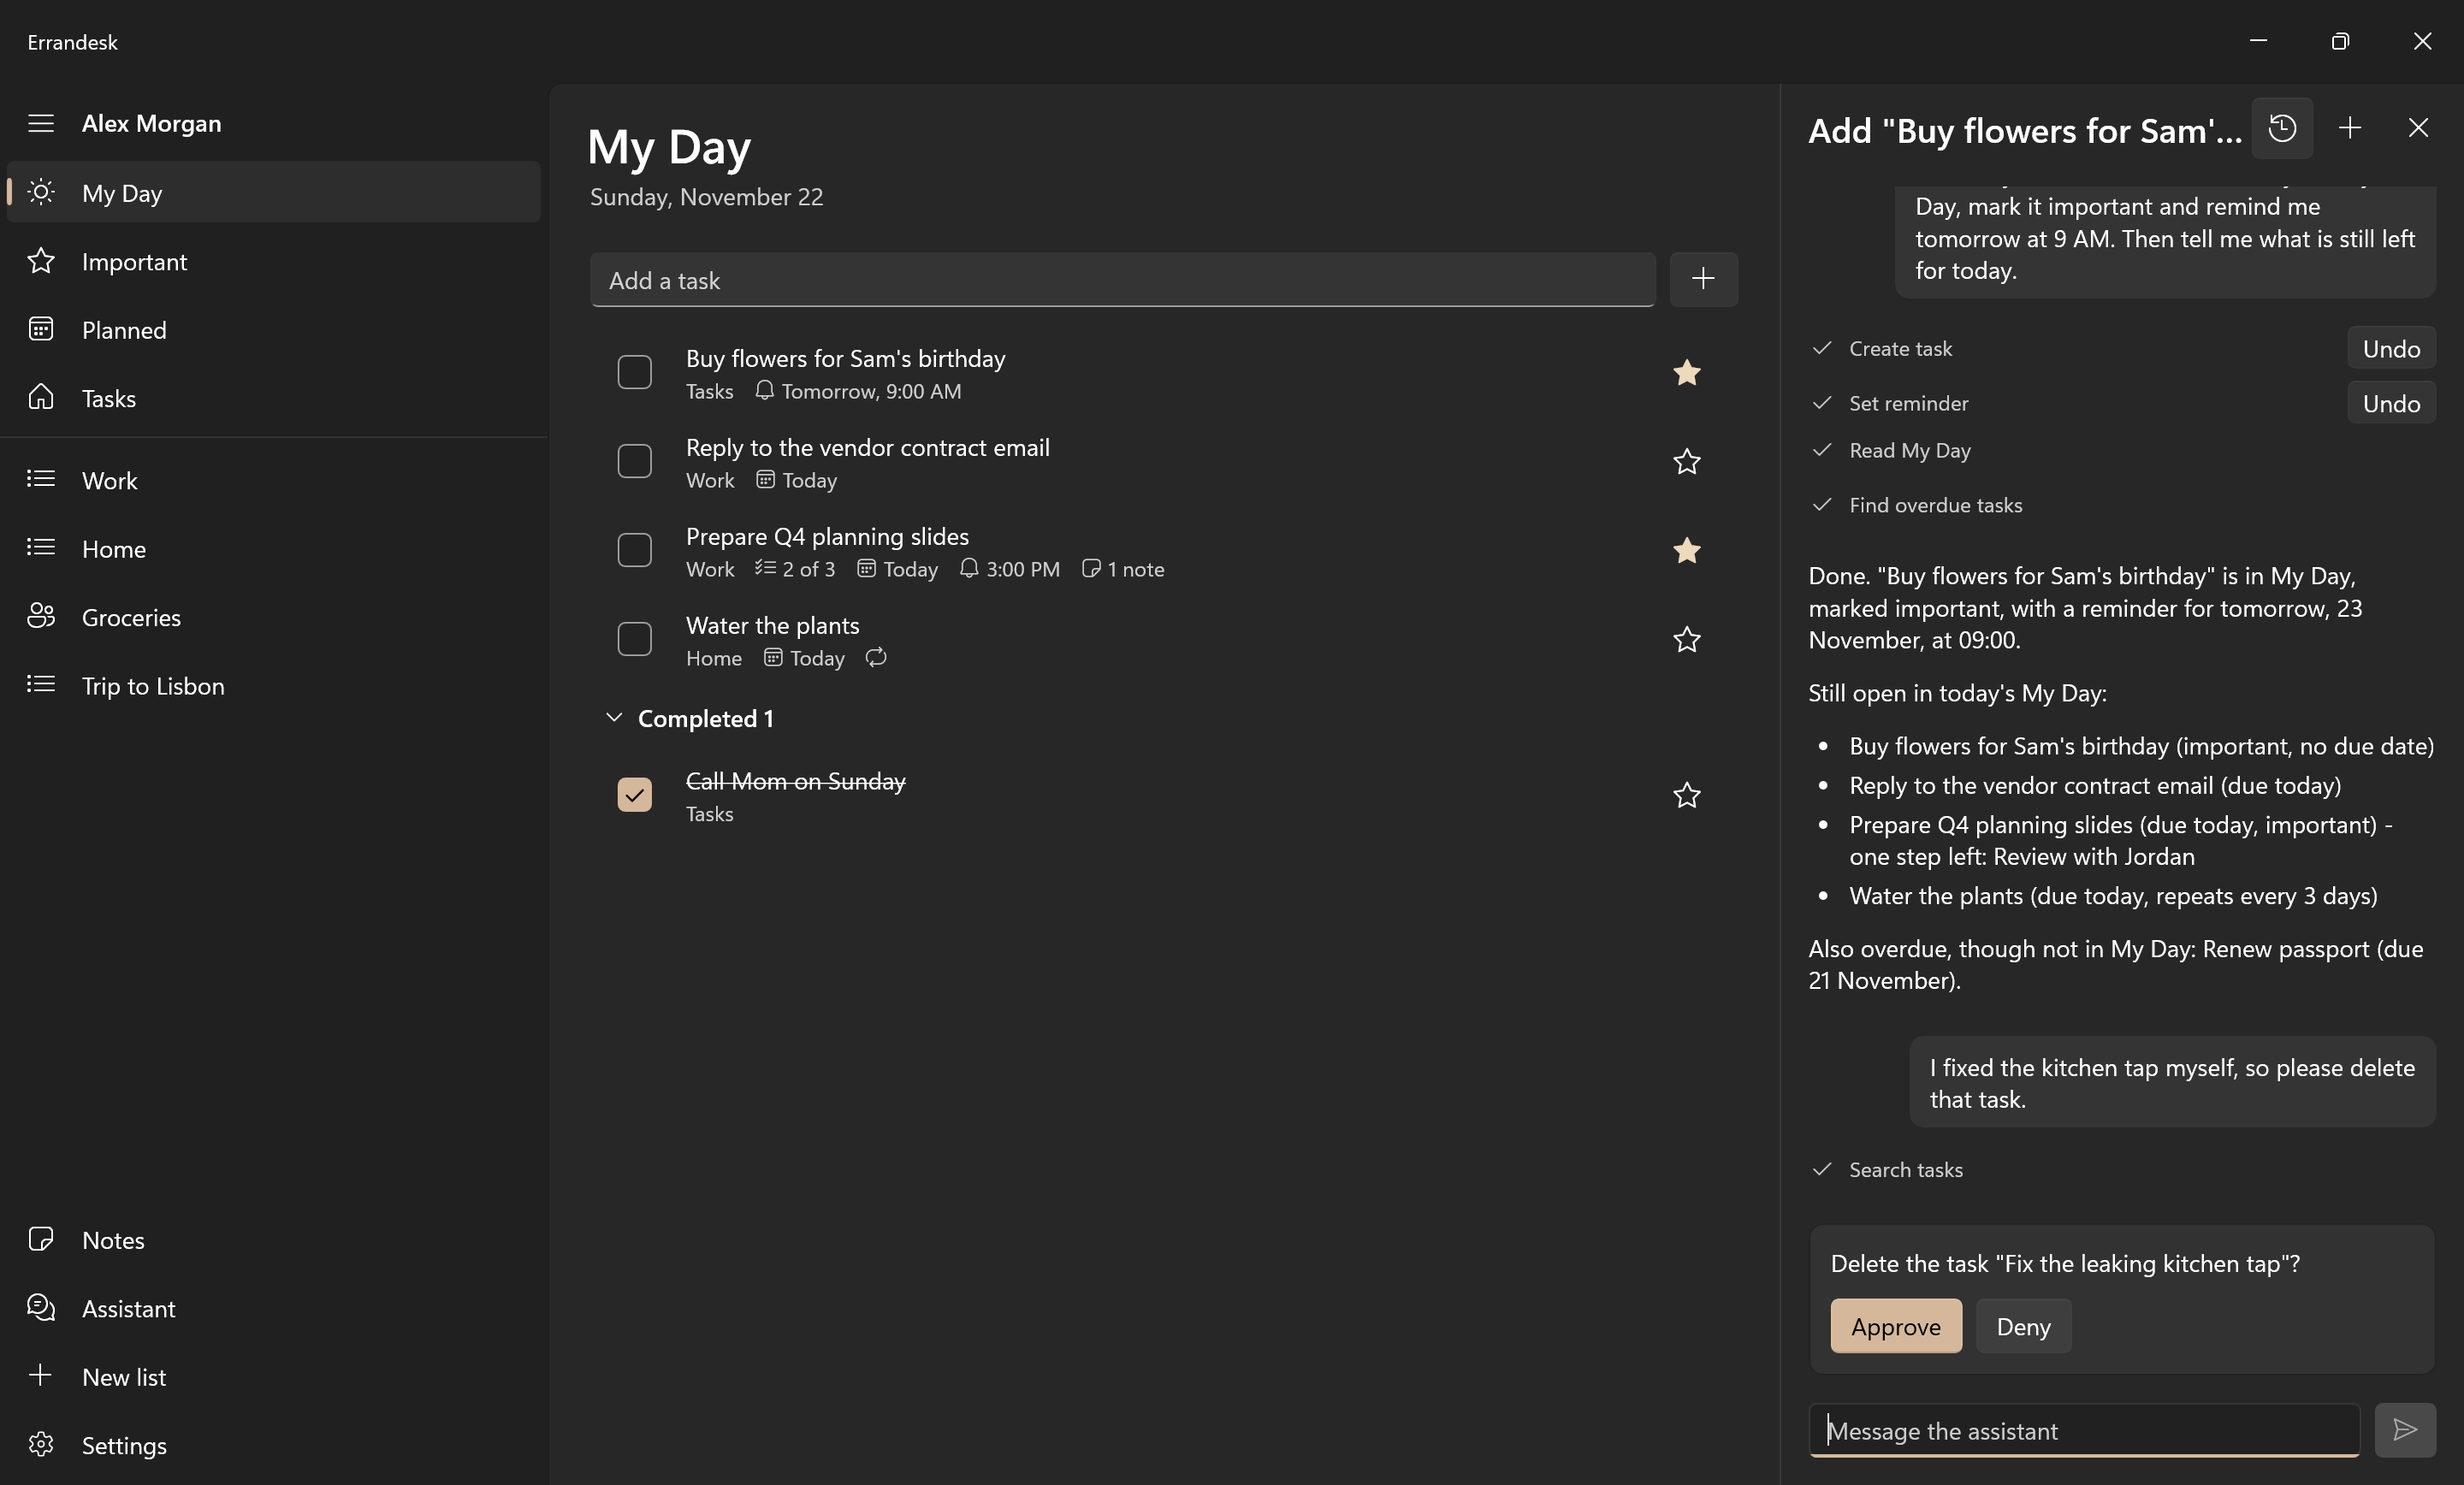 Errandesk
Alex Morgan
My Day
Important
Planned
Tasks
Work
Home
Groceries
Trip to Lisbon
Notes
Assistant
New list
Settings
My Day
Sunday, November 22
Add a task
Buy flowers for Sam's birthday
Tasks Tomorrow, 9:00 AM
Reply to the vendor contract email
Work Today
Prepare Q4 planning slides
Work 2 of 3 Today 3:00 PM 1 note
Water the plants
Home Today
Completed 1
Call Mom on Sunday
Tasks
Add "Buy flowers for Sam'...
Day, mark it important and remind me
tomorrow at 9 AM. Then tell me what is still left
for today.
Create task Undo
Set reminder Undo
Read My Day
Find overdue tasks
Done. "Buy flowers for Sam's birthday" is in My Day,
marked important, with a reminder for tomorrow, 23
November, at 09:00.
Still open in today's My Day:
• Buy flowers for Sam's birthday (important, no due date)
• Reply to the vendor contract email (due today)
• Prepare Q4 planning slides (due today, important) -
one step left: Review with Jordan
• Water the plants (due today, repeats every 3 days)
Also overdue, though not in My Day: Renew passport (due
21 November).
I fixed the kitchen tap myself, so please delete
that task.
Search tasks
Delete the task "Fix the leaking kitchen tap"?
Approve Deny
Message the assistant